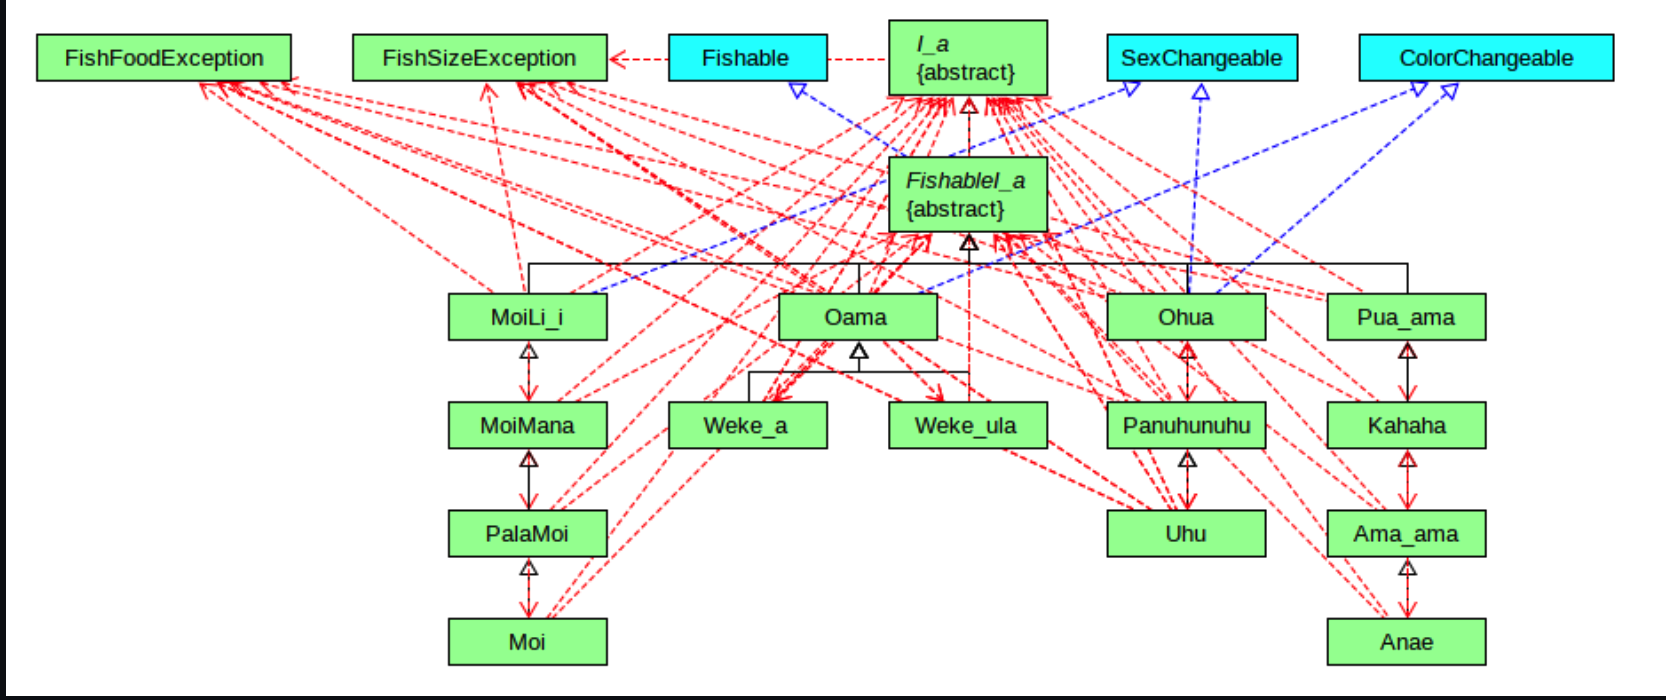 FishFoodException
FishSizeException
Fishable
I_a
{abstract}
SexChangeable
ColorChangeable
FishableI_a
{abstract}
MoiLi_i
Oama
Ohua
Pua_ama
MoiMana
Weke_a
Weke_ula
Panuhunuhu
Kahaha
PalaMoi
Uhu
Ama_ama
Moi
Anae